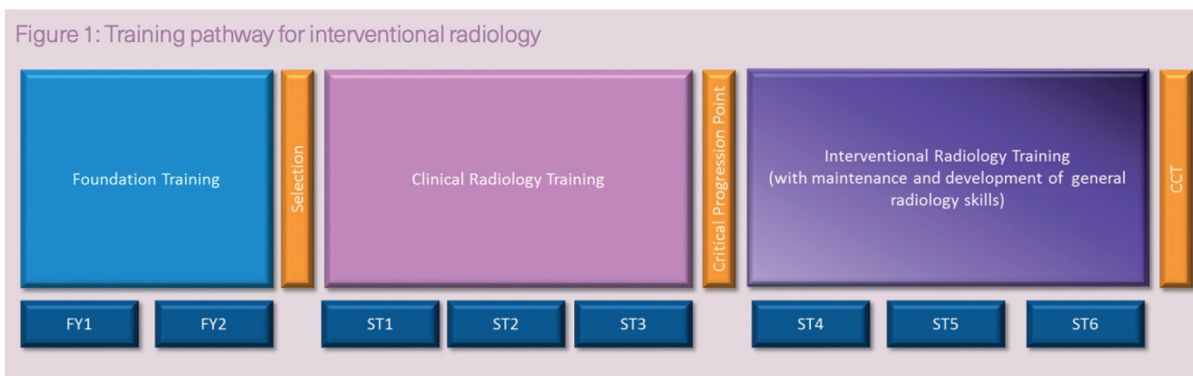 Figure 1: Training pathway for interventional radiology
Foundation Training
Selection
Clinical Radiology Training
Critical Progression Point
Interventional Radiology Training
(with maintenance and development of general
radiology skills)
CCT
FY1
FY2
ST1
ST2
ST3
ST4
ST5
ST6